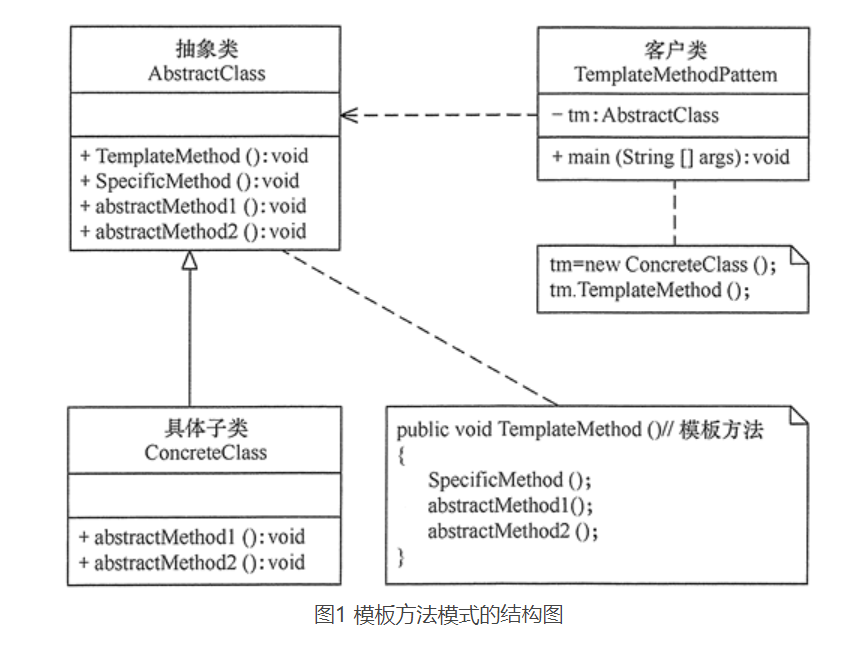 抽象类
AbstractClass
+ TemplateMethod ():void
+ SpecificMethod ():void
+ abstractMethod1 ():void
+ abstractMethod2 ():void
客户类
TemplateMethodPattem
- tm:AbstractClass
+ main (String [] args):void
tm=new ConcreteClass ();
tm.TemplateMethod ();
具体子类
ConcreteClass
+ abstractMethod1 ():void
+ abstractMethod2 ():void
public void TemplateMethod ()// 模板方法
{
SpecificMethod ();
abstractMethod1();
abstractMethod2 ();
}
图1 模板方法模式的结构图